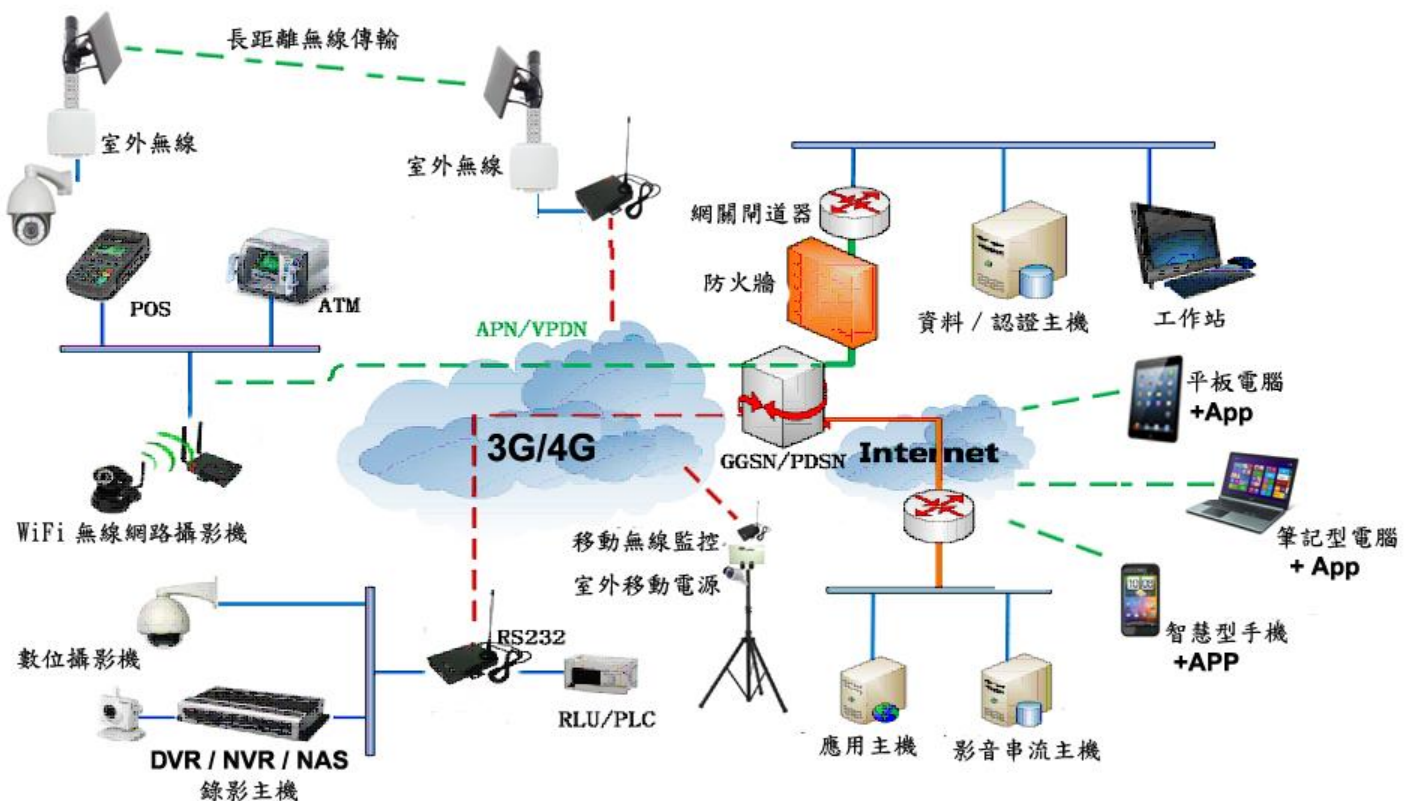 長距離無線傳輸
室外無線
室外無線
網關閘道器
防火牆
POS
ATM
資料 / 認證主機
工作站
APN/VPDN
平板電腦
+App
3G/4G
GGSN/PDSN
Internet
WiFi 無線網路攝影機
移動無線監控
室外移動電源
筆記型電腦
+ App
RS232
智慧型手機
+APP
數位攝影機
RLU/PLC
DVR / NVR / NAS
錄影主機
應用主機
影音串流主機